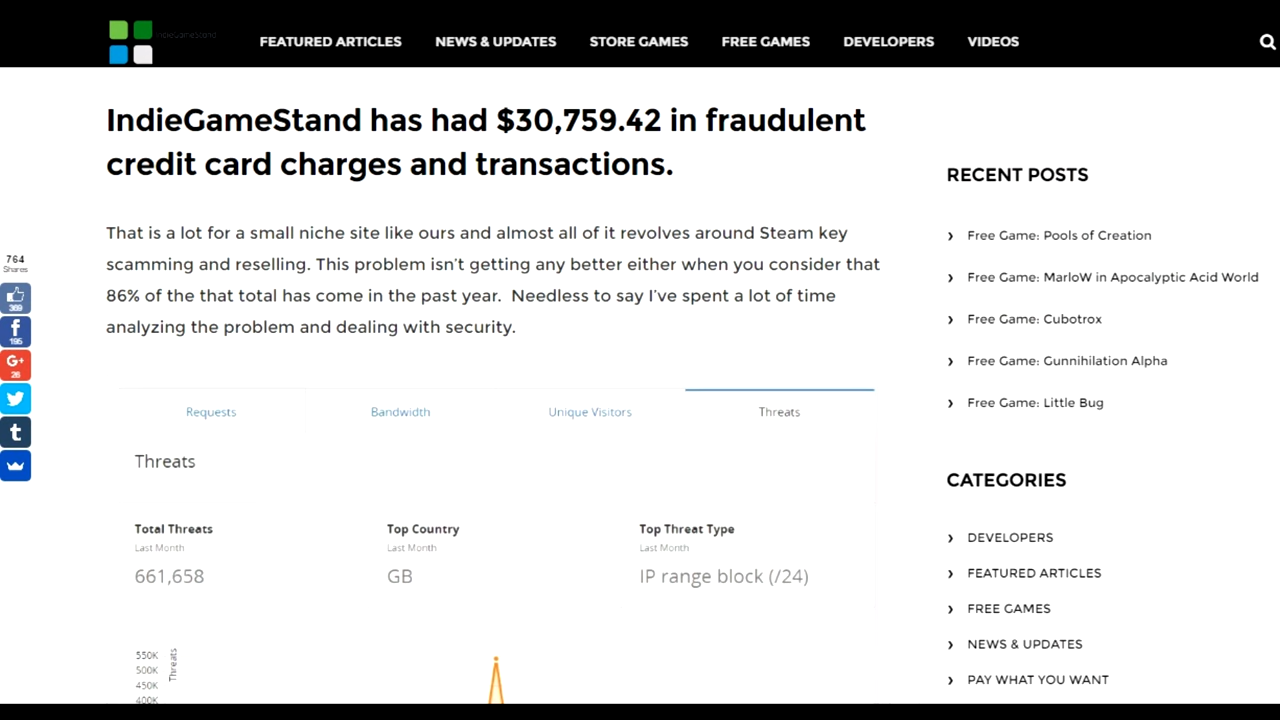 IndieGameStand
FEATURED ARTICLES
NEWS & UPDATES
STORE GAMES
FREE GAMES
DEVELOPERS
VIDEOS
IndieGameStand has had $30,759.42 in fraudulent
credit card charges and transactions.
That is a lot for a small niche site like ours and almost all of it revolves around Steam key
scamming and reselling. This problem isn't getting any better either when you consider that
86% of the that total has come in the past year. Needless to say I've spent a lot of time
analyzing the problem and dealing with security.
764
Shares
369
195
G+
26
Requests
Bandwidth
Unique Visitors
Threats
Threats
Total Threats
Last Month
661,658
Top Country
Last Month
GB
Top Threat Type
Last Month
IP range block (/24)
550K
500K
450K
400K
Threats
RECENT POSTS
Free Game: Pools of Creation
Free Game: MarloW in Apocalyptic Acid World
Free Game: Cubotrox
Free Game: Gunnihilation Alpha
Free Game: Little Bug
CATEGORIES
DEVELOPERS
FEATURED ARTICLES
FREE GAMES
NEWS & UPDATES
PAY WHAT YOU WANT